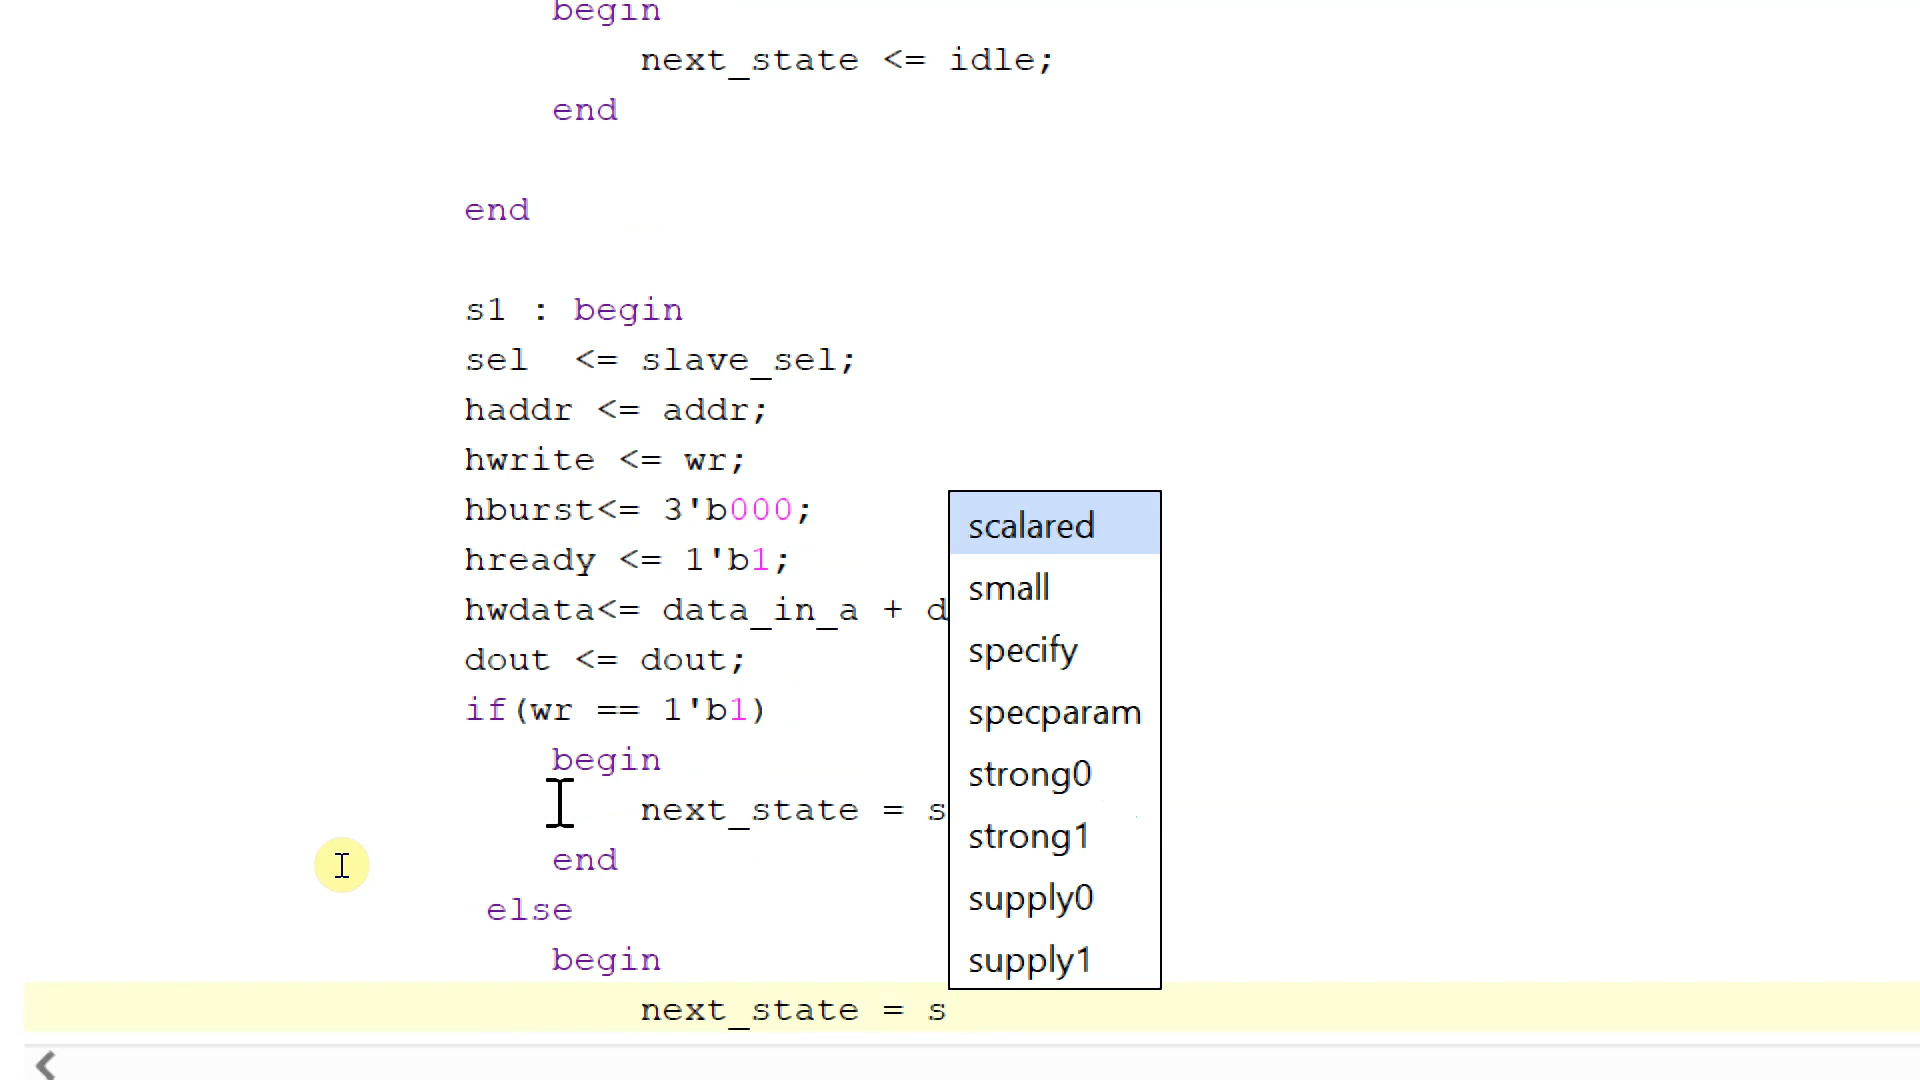 begin
next_state <= idle;
end
end
s1 : begin
sel  <= slave_sel;
haddr <= addr;
hwrite <= wr;
hburst<= 3'b000;
hready <= 1'b1;
hwdata<= data_in_a + d
dout <= dout;
if(wr == 1'b1)
begin
next_state = s
end
else
begin
next_state = s
scalared
small
specify
specparam
strong0
strong1
supply0
supply1